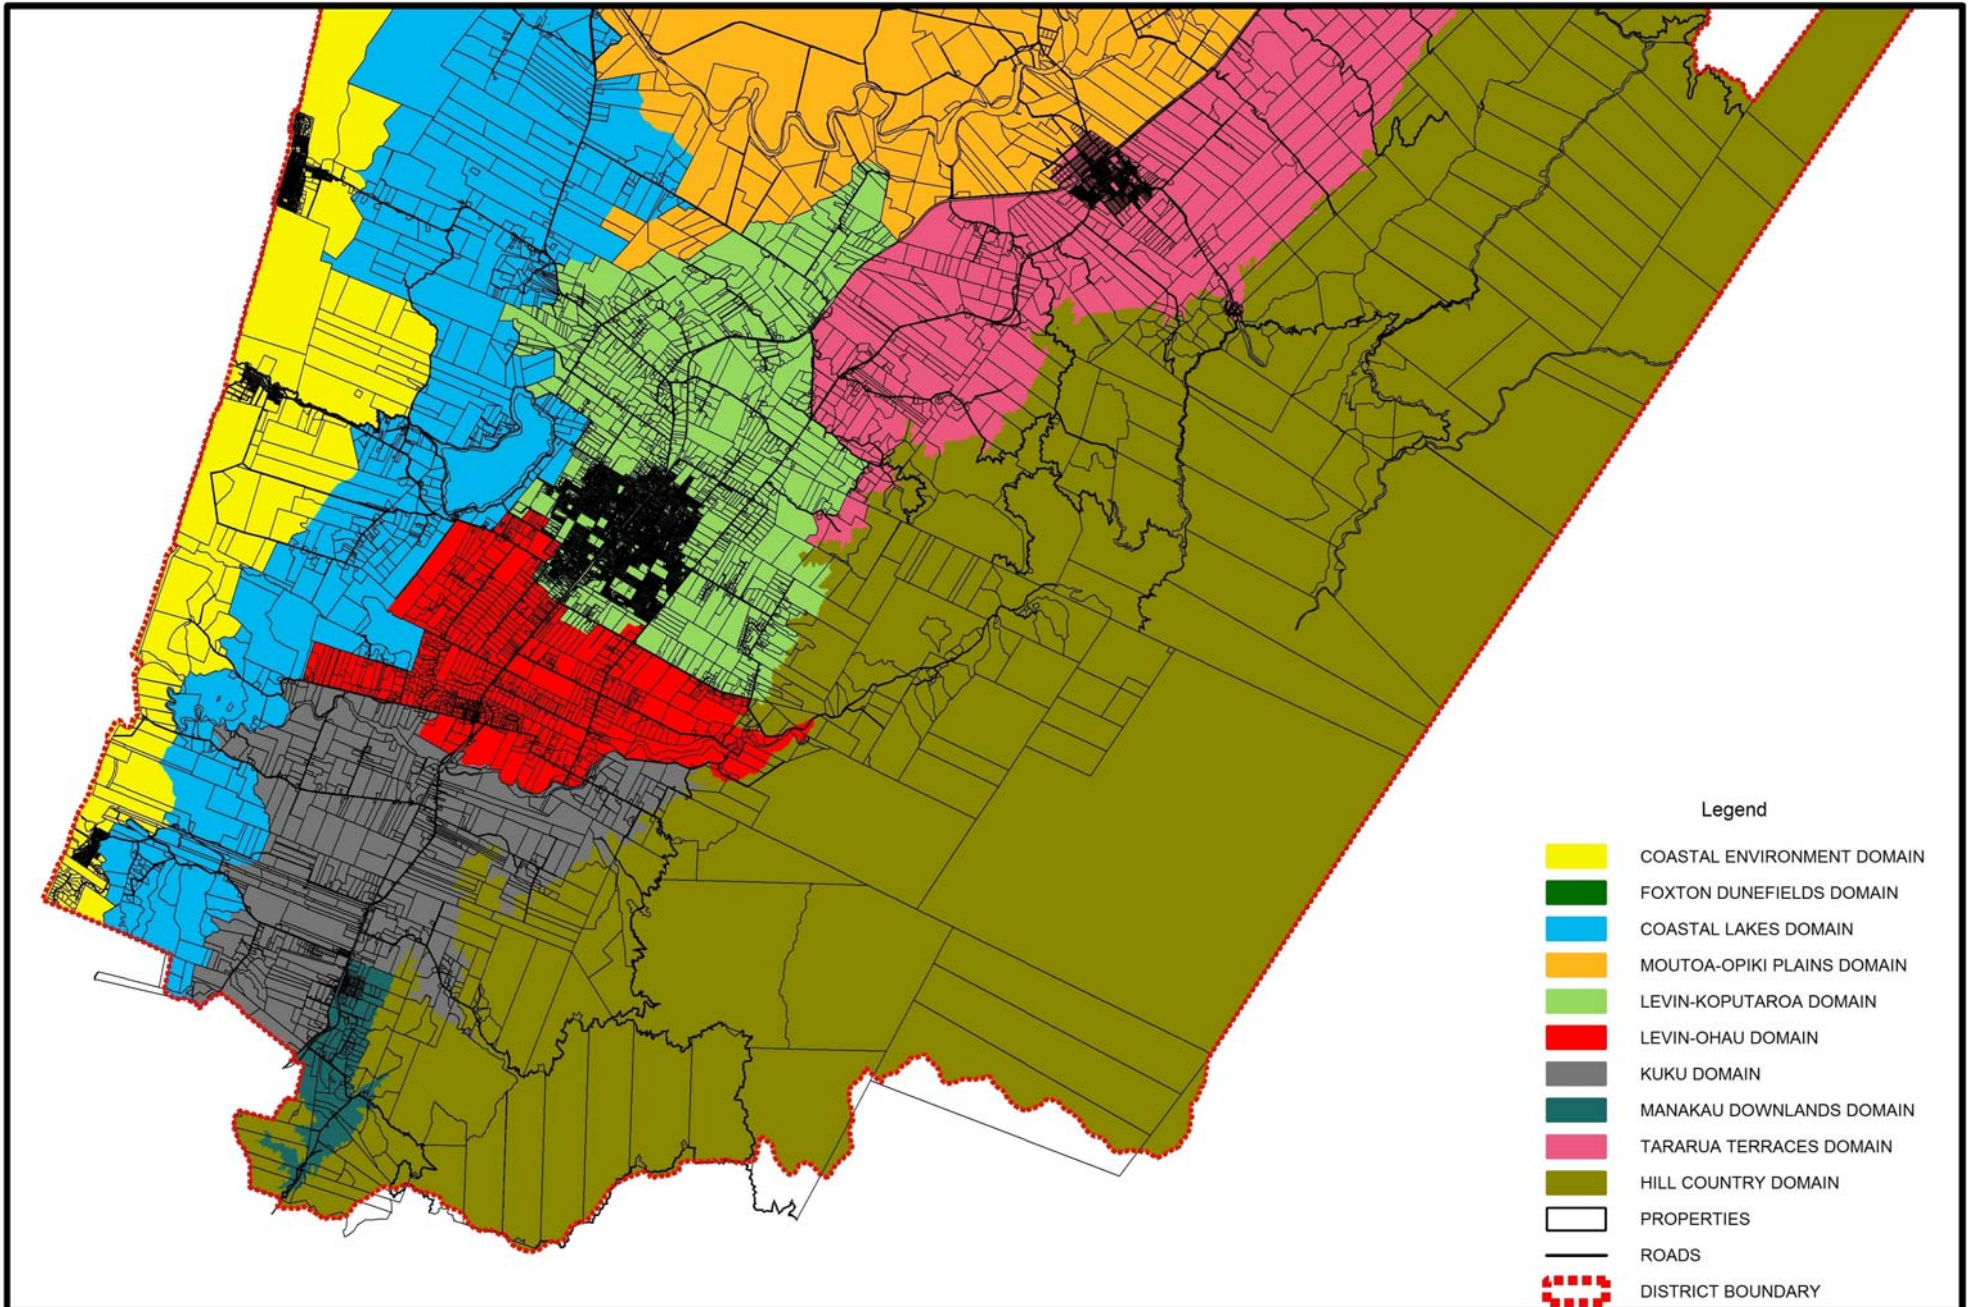 Legend
COASTAL ENVIRONMENT DOMAIN
FOXTON DUNEFIELDS DOMAIN
COASTAL LAKES DOMAIN
MOUTOA-OPIKI PLAINS DOMAIN
LEVIN-KOPUTAROA DOMAIN
LEVIN-OHAU DOMAIN
KUKU DOMAIN
MANAKAU DOWNLANDS DOMAIN
TARARUA TERRACES DOMAIN
HILL COUNTRY DOMAIN
PROPERTIES
ROADS
DISTRICT BOUNDARY